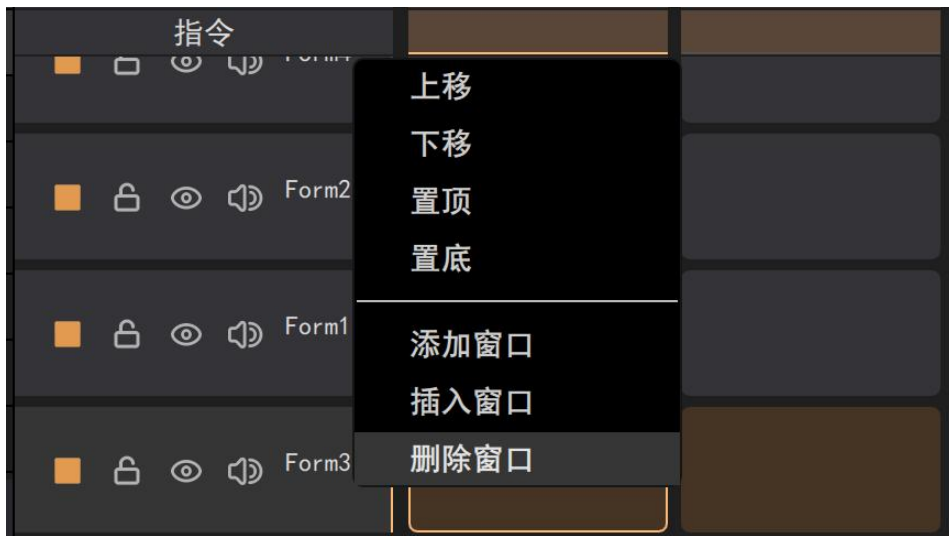 指令
上移
下移
Form2
置顶
置底
Form1
添加窗口
插入窗口
Form3
删除窗口